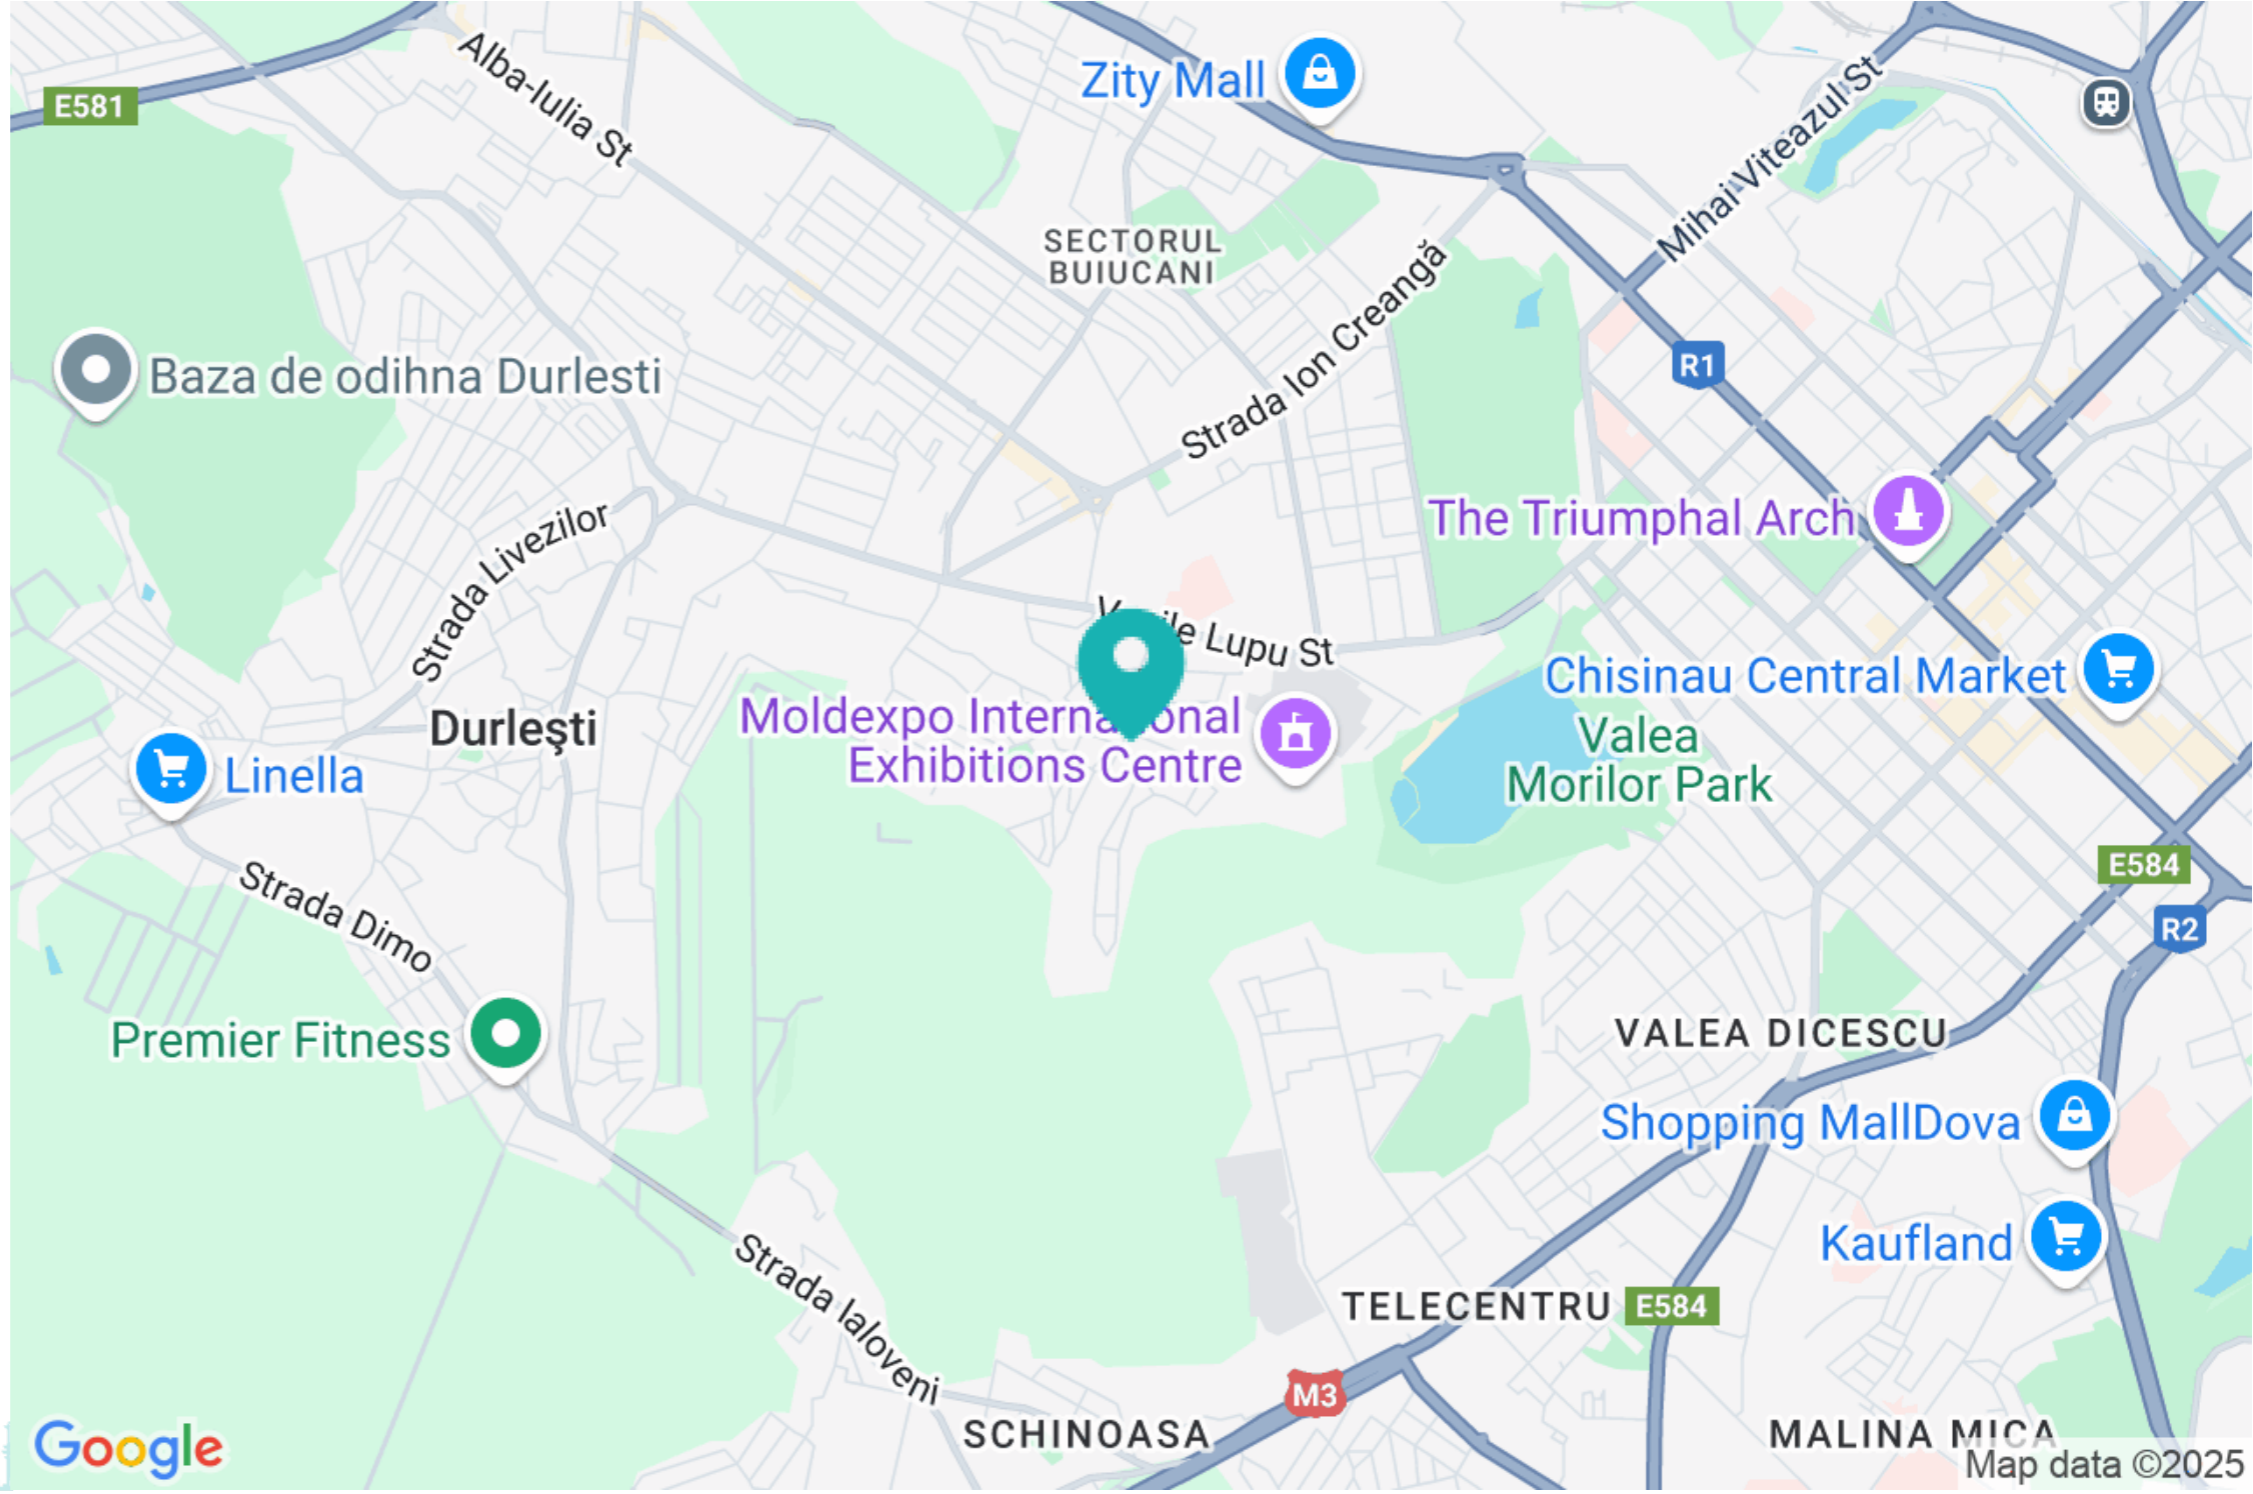 Alba-Iulia St
Zity Mall
E581
Mihai Viteazul St
SECTORUL
BUIUCANI
Strada Ion Creangă
R1
Baza de odihna Durlesti
The Triumphal Arch
Strada Livezilor
Lupu St
Chisinau Central Market
Durleşti
Moldexpo International
Exhibitions Centre
Valea
Morilor Park
Linella
E584
Strada Dimo
R2
Premier Fitness
VALEA DICESCU
Shopping MallDova
Kaufland
Strada Ialoveni
TELECENTRU
E584
M3
SCHINOASA
MALINA MICA
Google
Map data ©2025